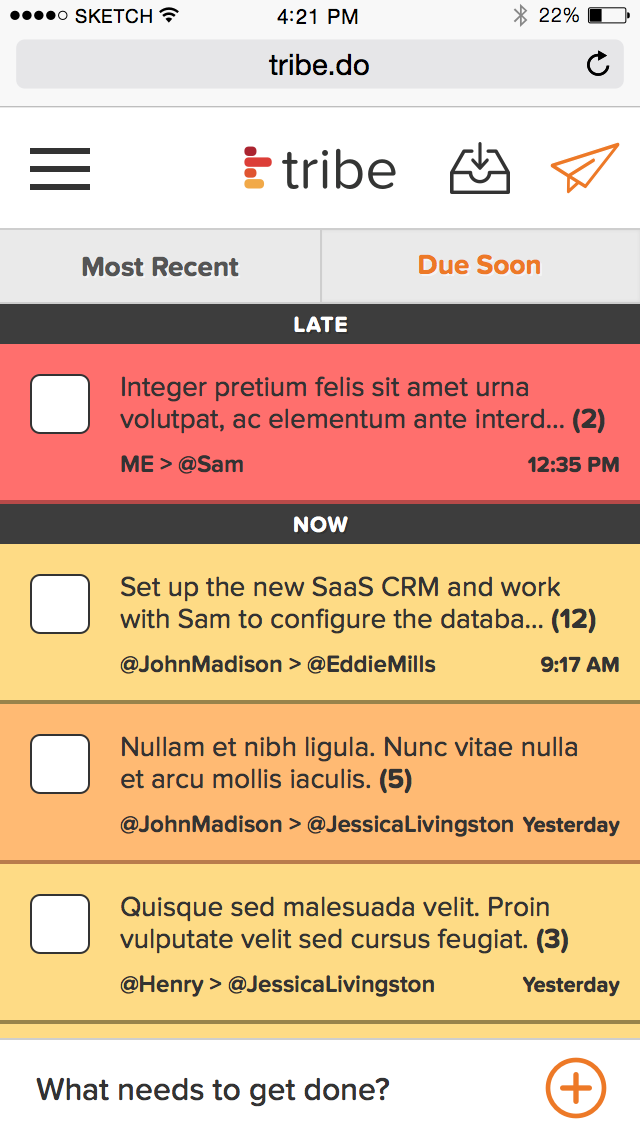 SKETCH 4:21 PM 22%
tribe.do
tribe
Most Recent Due Soon
LATE
Integer pretium felis sit amet urna
volutpat, ac elementum ante interd... (2)
ME > @Sam 12:35 PM
NOW
Set up the new SaaS CRM and work
with Sam to configure the databa... (12)
@JohnMadison > @EddieMills 9:17 AM
Nullam et nibh ligula. Nunc vitae nulla
et arcu mollis iaculis. (5)
@JohnMadison > @JessicaLivingston Yesterday
Quisque sed malesuada velit. Proin
vulputate velit sed cursus feugiat. (3)
@Henry > @JessicaLivingston Yesterday
What needs to get done?